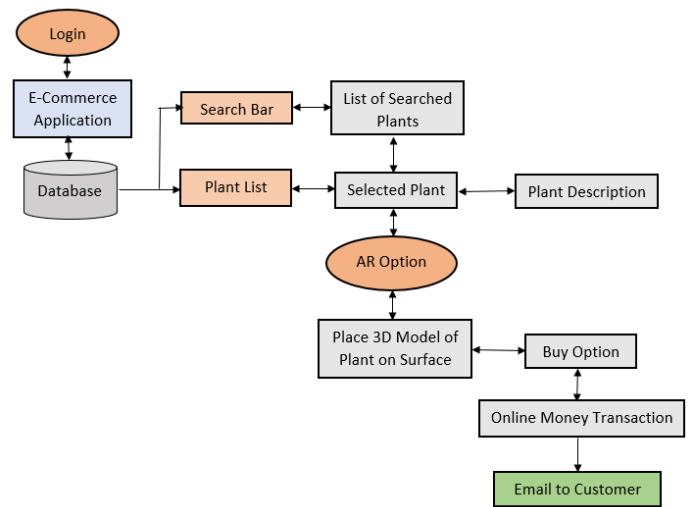 Login
E-Commerce
Application
Database
Search Bar
List of Searched
Plants
Plant List
Selected Plant
Plant Description
AR Option
Place 3D Model of
Plant on Surface
Buy Option
Online Money Transaction
Email to Customer